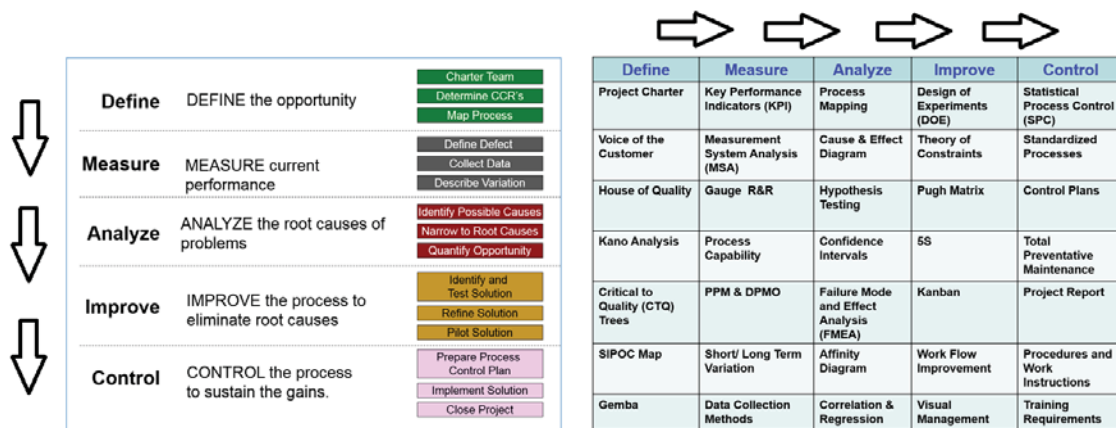 Define
DEFINE the opportunity
Charter Team
Determine CCR's
Map Process
Measure
MEASURE current
performance
Define Defect
Collect Data
Describe Variation
Analyze
ANALYZE the root causes of
problems
Identify Possible Causes
Narrow to Root Causes
Quantify Opportunity
Improve
IMPROVE the process to
eliminate root causes
Identify and
Test Solution
Refine Solution
Pilot Solution
Control
CONTROL the process
to sustain the gains.
Prepare Process
Control Plan
Implement Solution
Close Project
Define
Measure
Analyze
Improve
Control
Project Charter
Key Performance
Indicators (KPI)
Process
Mapping
Design of
Experiments
(DOE)
Statistical
Process Control
(SPC)
Voice of the
Customer
Measurement
System Analysis
(MSA)
Cause & Effect
Diagram
Theory of
Constraints
Standardized
Processes
House of Quality
Gauge R&R
Hypothesis
Testing
Pugh Matrix
Control Plans
Kano Analysis
Process
Capability
Confidence
Intervals
5S
Total
Preventative
Maintenance
Critical to
Quality (CTQ)
Trees
PPM & DPMO
Failure Mode
and Effect
Analysis
(FMEA)
Kanban
Project Report
SIPOC Map
Short/ Long Term
Variation
Affinity
Diagram
Work Flow
Improvement
Procedures and
Work
Instructions
Gemba
Data Collection
Methods
Correlation &
Regression
Visual
Management
Training
Requirements